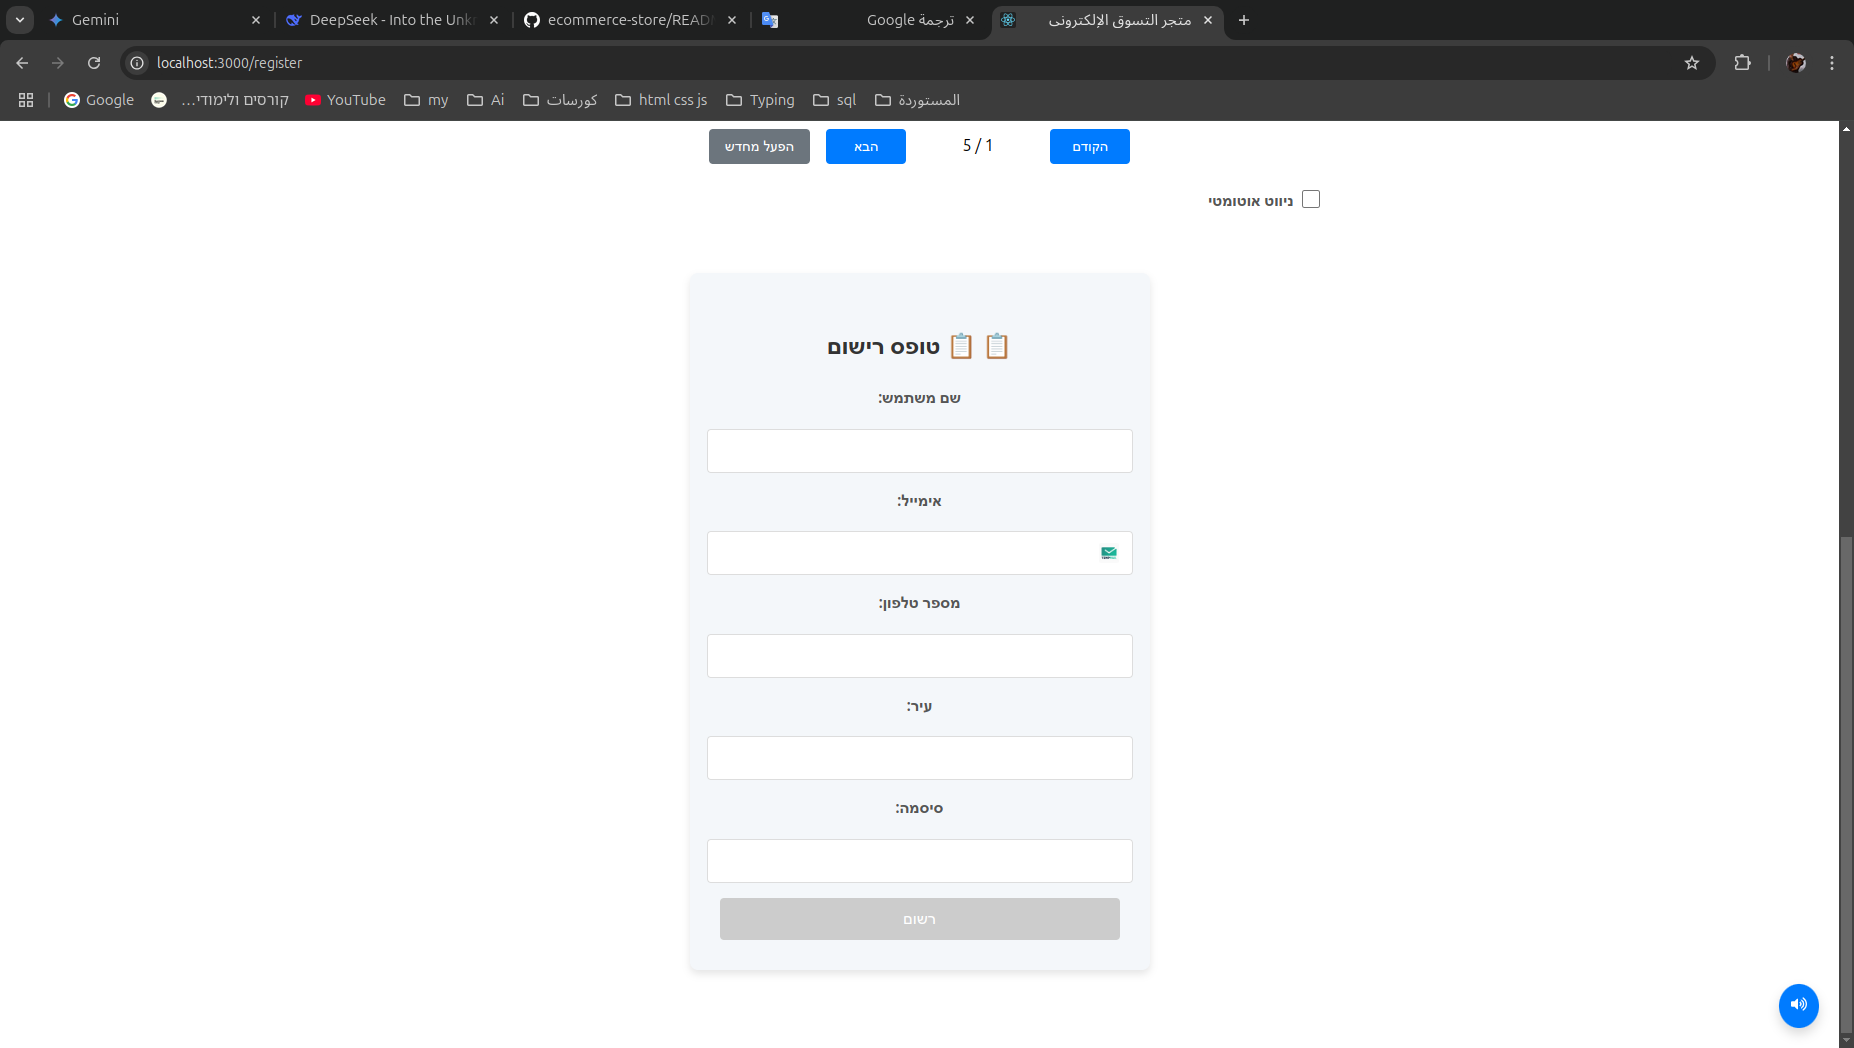 Gemini
DeepSeek - Into the Unkn
ecommerce-store/READM
ترجمة Google
متجر التسوق الإلكتروني
localhost:3000/register
Google
קורסים ולימודי...
YouTube
my
Ai
كورسات
html css js
Typing
sql
المستوردة
הקודם
5 / 1
הבא
הפעל מחדש
ניווט אוטומטי
📋 📋 טופס רישום
שם משתמש:
אימייל:
מספר טלפון:
עיר:
סיסמה:
רשום